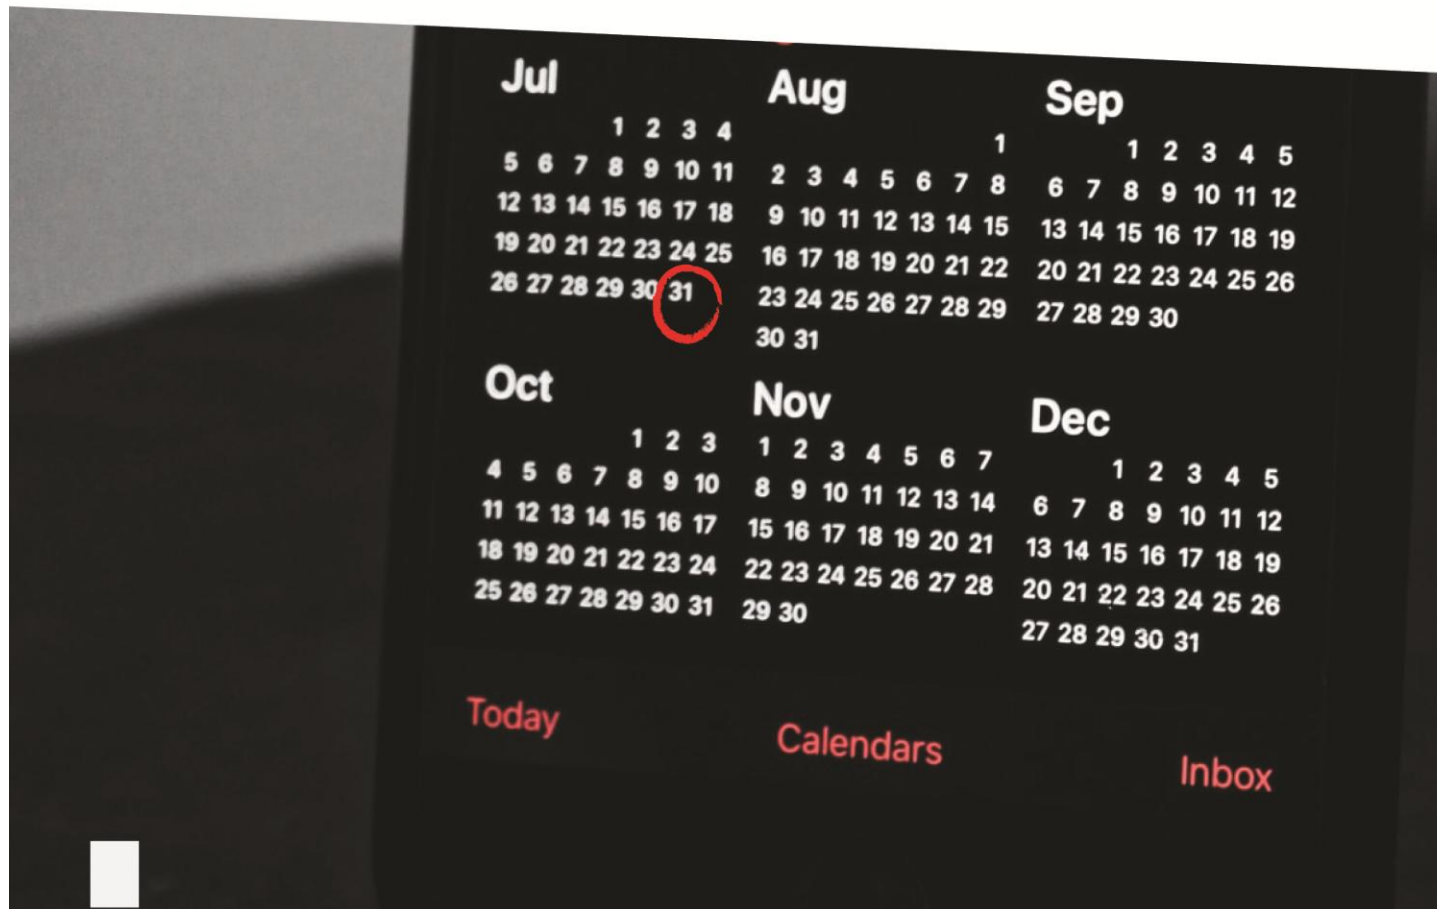 Jul
1 2 3 4
5 6 7 8 9 10 11
12 13 14 15 16 17 18
19 20 21 22 23 24 25
26 27 28 29 30 31
Aug
1
2 3 4 5 6 7 8
9 10 11 12 13 14 15
16 17 18 19 20 21 22
23 24 25 26 27 28 29
30 31
Sep
1 2 3 4 5
6 7 8 9 10 11 12
13 14 15 16 17 18 19
20 21 22 23 24 25 26
27 28 29 30
Oct
1 2 3
4 5 6 7 8 9 10
11 12 13 14 15 16 17
18 19 20 21 22 23 24
25 26 27 28 29 30 31
Nov
1 2 3 4 5 6 7
8 9 10 11 12 13 14
15 16 17 18 19 20 21
22 23 24 25 26 27 28
29 30
Dec
1 2 3 4 5
6 7 8 9 10 11 12
13 14 15 16 17 18 19
20 21 22 23 24 25 26
27 28 29 30 31
Today
Calendars
Inbox